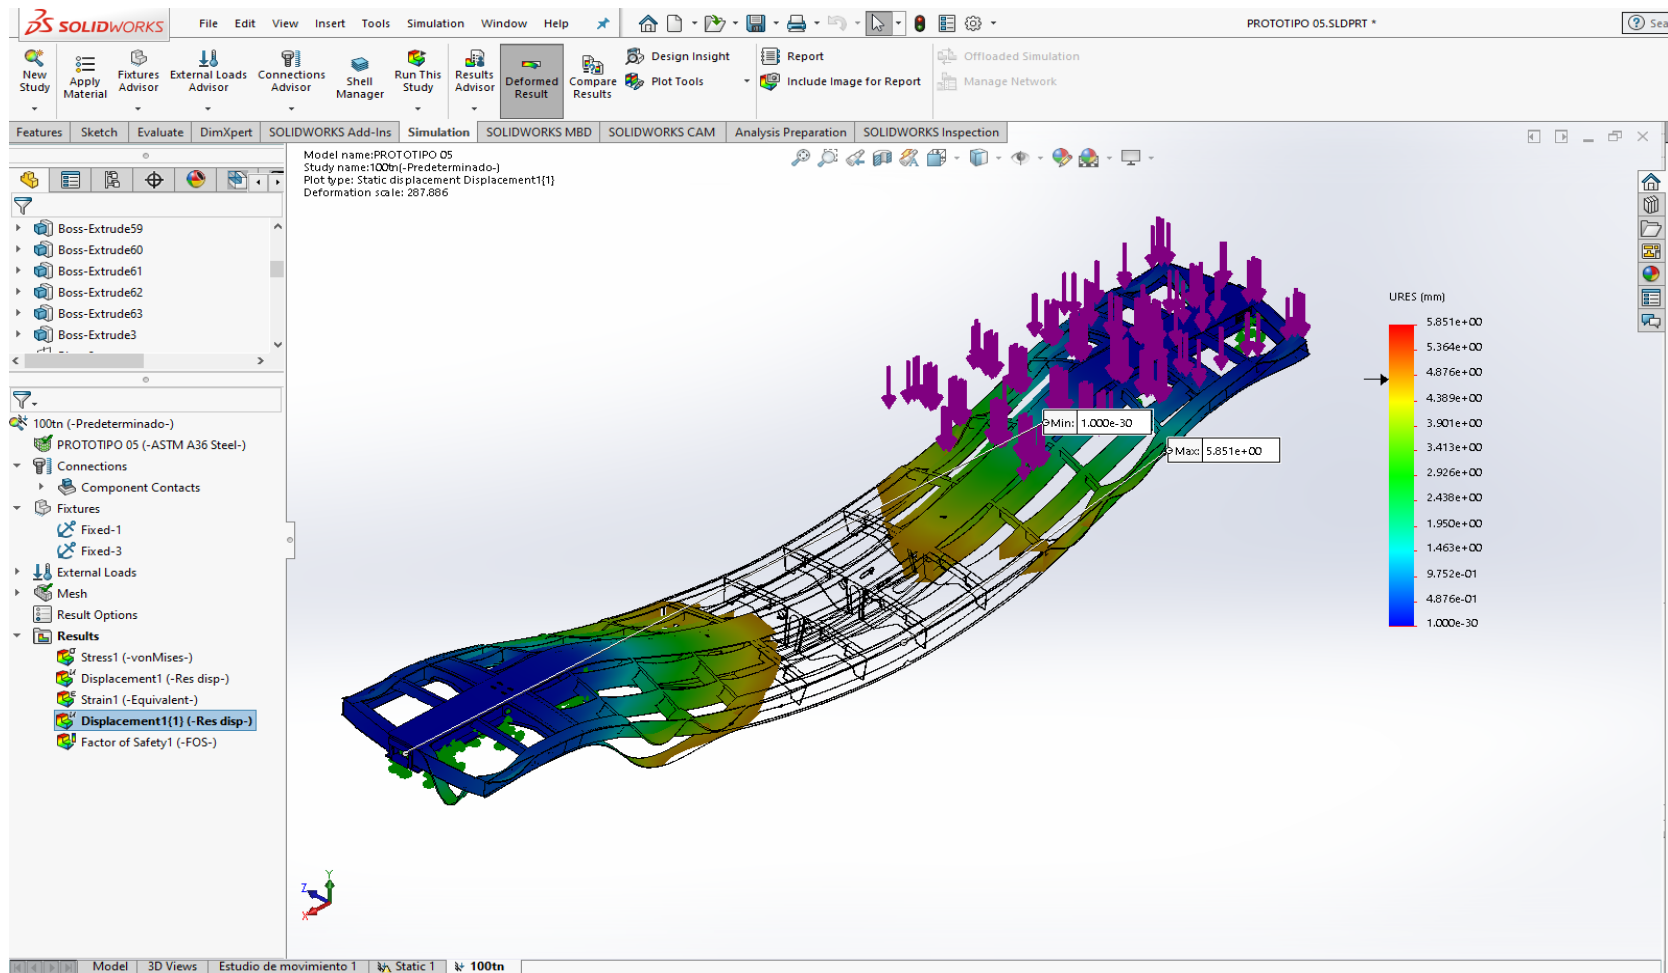 SOLIDWORKS
File Edit View Insert Tools Simulation Window Help
PROTOTIPO 05.SLDPRT *
New Study
Apply Material
Fixtures Advisor
External Loads Advisor
Connections Advisor
Shell Manager
Run This Study
Results Advisor
Deformed Result
Compare Results
Design Insight
Plot Tools
Report
Include Image for Report
Offloaded Simulation
Manage Network
Features Sketch Evaluate DimXpert SOLIDWORKS Add-Ins Simulation SOLIDWORKS MBD SOLIDWORKS CAM Analysis Preparation SOLIDWORKS Inspection
Model name:PROTOTIPO 05
Study name:100tn(-Predeterminado-)
Plot type: Static displacement Displacement1{1}
Deformation scale: 287.886
Boss-Extrude59
Boss-Extrude60
Boss-Extrude61
Boss-Extrude62
Boss-Extrude63
Boss-Extrude3
100tn (-Predeterminado-)
PROTOTIPO 05 (-ASTM A36 Steel-)
Connections
Component Contacts
Fixtures
Fixed-1
Fixed-3
External Loads
Mesh
Result Options
Results
Stress1 (-vonMises-)
Displacement1 (-Res disp-)
Strain1 (-Equivalent-)
Displacement1{1} (-Res disp-)
Factor of Safety1 (-FOS-)
Min: 1.000e-30
Max: 5.851e+00
URES (mm)
5.851e+00
5.364e+00
4.876e+00
4.389e+00
3.901e+00
3.413e+00
2.926e+00
2.438e+00
1.950e+00
1.463e+00
9.752e-01
4.876e-01
1.000e-30
Y
Z
X
Model 3D Views Estudio de movimiento 1 Static 1 100tn